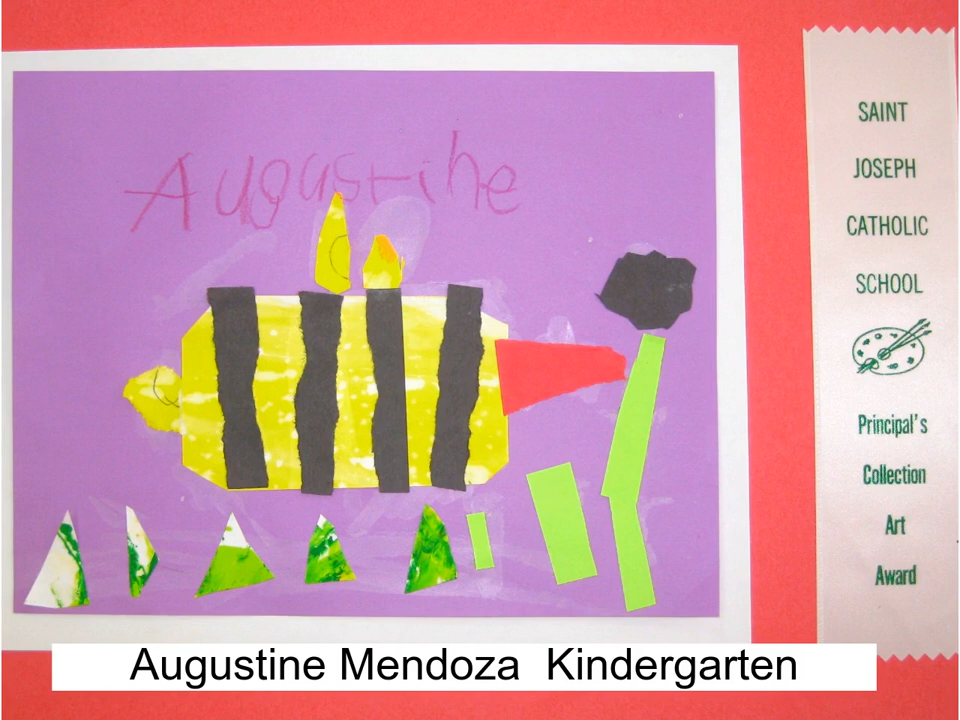 Augustine
SAINT
JOSEPH
CATHOLIC
SCHOOL
Principal's
Collection
Art
Award
Augustine Mendoza  Kindergarten